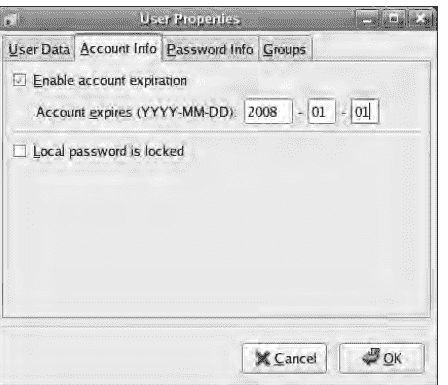 User Properties
User Data Account Info Password Info Groups
Enable account expiration
Account expires (YYYY-MM-DD): 2008 - 01 - 01
Local password is locked
Cancel OK